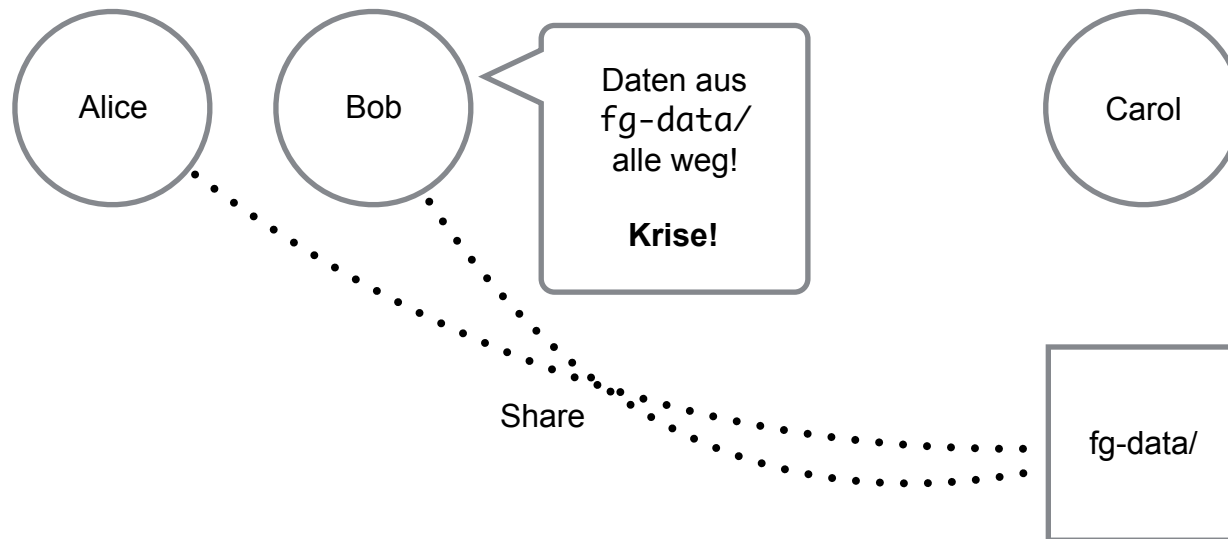 Alice
Bob
Daten aus
fg-data/
alle weg!
Krise!
Carol
Share
fg-data/